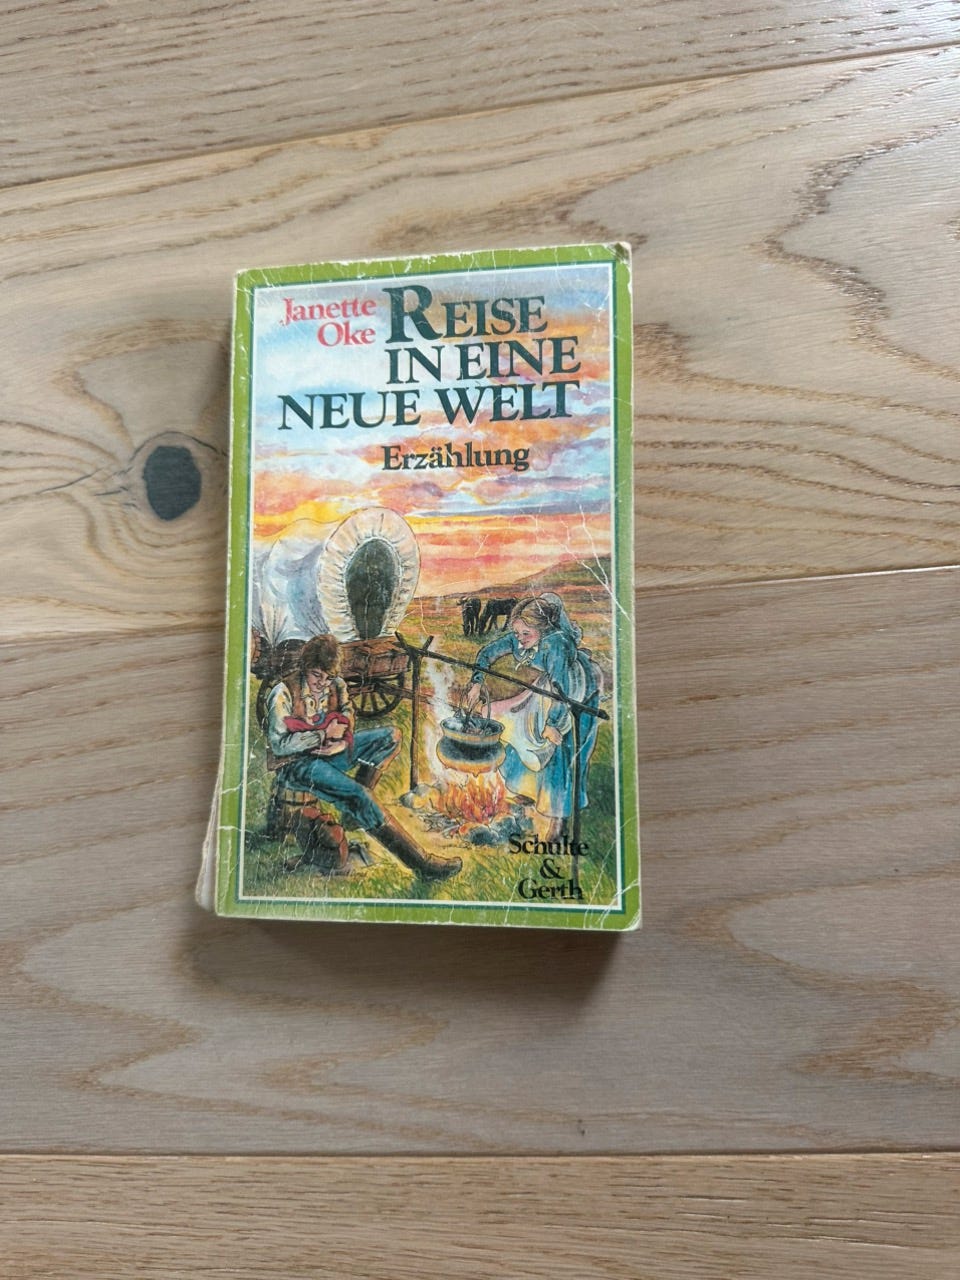 Janette
Oke
REISE
IN EINE
NEUE WELT
Erzählung
Schulte
&
Gerth